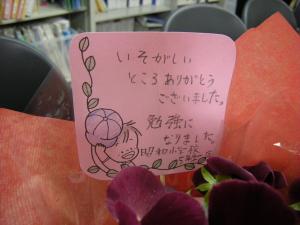 いそがしい
ところありがとう
ございました。
勉強に
なりました。
昭和小学校